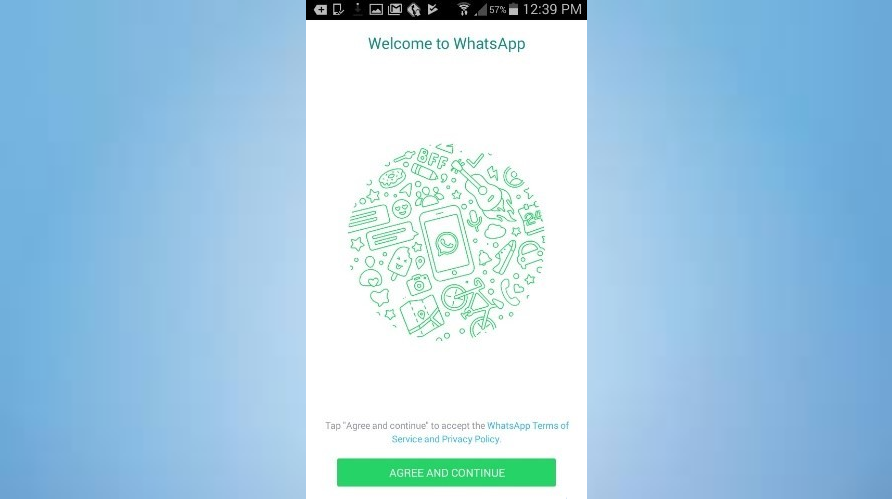 57% 12:39 PM
Welcome to WhatsApp
BFF
24
Tap "Agree and continue" to accept the WhatsApp Terms of
Service and Privacy Policy.
AGREE AND CONTINUE